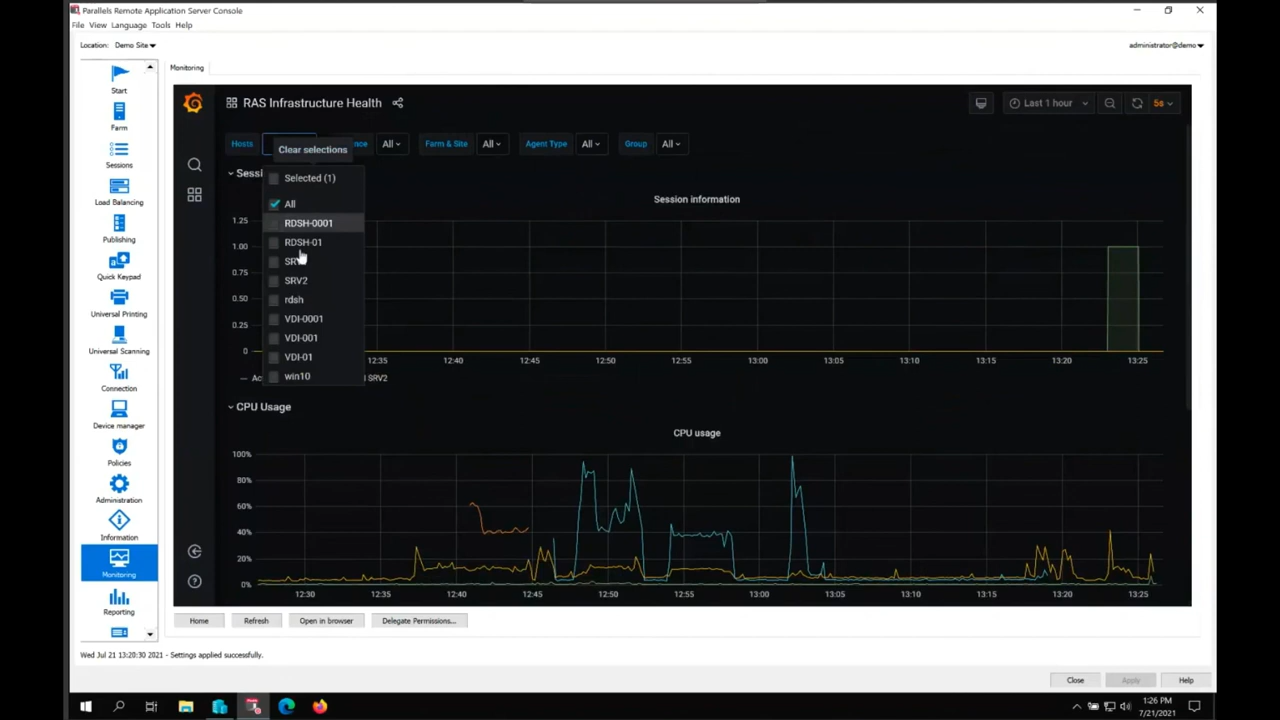 Parallels Remote Application Server Console
File View Language Tools Help
Location: Demo Site
administrator@demo
Monitoring
Start
Farm
Sessions
Load Balancing
Publishing
Quick Keypad
Universal Printing
Universal Scanning
Connection
Device manager
Policies
Administration
Information
Monitoring
Reporting
RAS Infrastructure Health
Last 1 hour
5s
Hosts
All
Farm & Site All
Agent Type All
Group All
Clear selections
Selected (1)
All
RDSH-0001
RDSH-01
SRV2
rdsh
VDI-0001
VDI-001
VDI-01
win10
Session information
1.25
1.00
0.75
0.50
0.25
0
12:35 12:40 12:45 12:50 12:55 13:00 13:05 13:10 13:15 13:20 13:25
SRV2
CPU Usage
CPU usage
100%
80%
60%
40%
20%
0%
12:30 12:35 12:40 12:45 12:50 12:55 13:00 13:05 13:10 13:15 13:20 13:25
Home Refresh Open in browser Delegate Permissions...
Wed Jul 21 13:20:30 2021 - Settings applied successfully.
Close Apply Help
1:26 PM
7/21/2021